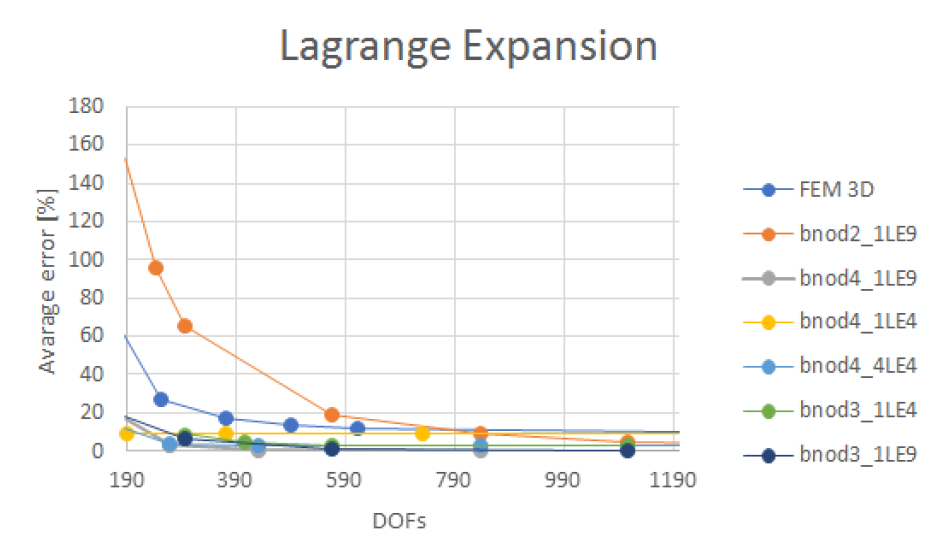 Lagrange Expansion
180
160
140
120
100
80
60
40
20
0
Avarage error [%]
190 390 590 790 990 1190
DOFs
FEM 3D
bnod2_1LE9
bnod4_1LE9
bnod4_1LE4
bnod4_4LE4
bnod3_1LE4
bnod3_1LE9